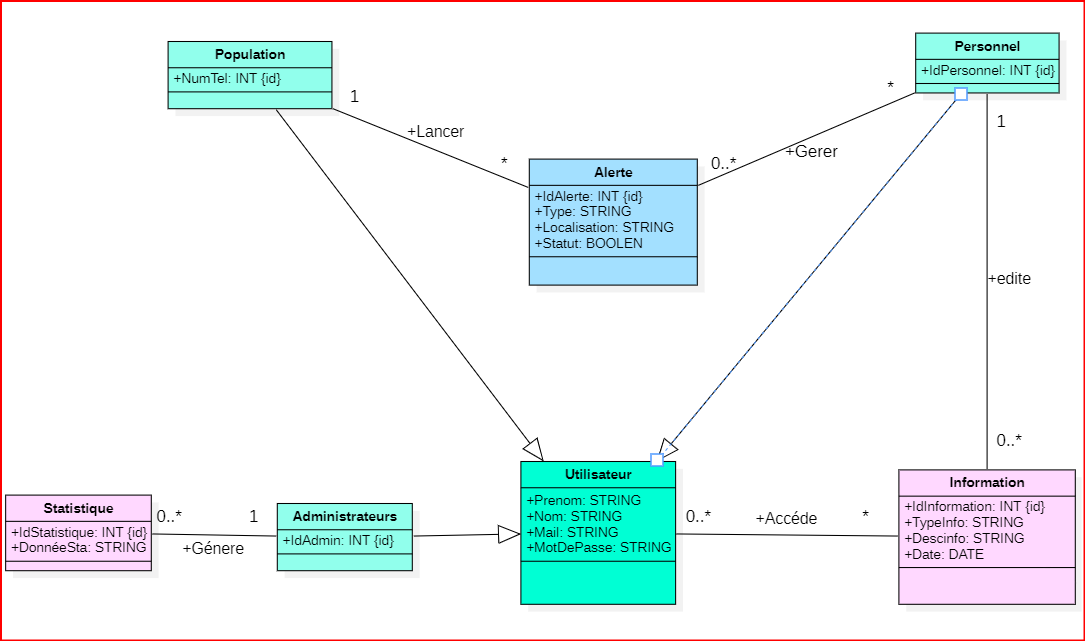 Population
+NumTel: INT {id}
Personnel
+IdPersonnel: INT {id}
1
+Lancer
*
*
+Gerer
0..*
1
+edite
0..*
Alerte
+IdAlerte: INT {id}
+Type: STRING
+Localisation: STRING
+Statut: BOOLEN
Statistique
+IdStatistique: INT {id}
+DonnéeSta: STRING
0..*
1
+Génere
Administrateurs
+IdAdmin: INT {id}
Utilisateur
+Prenom: STRING
+Nom: STRING
+Mail: STRING
+MotDePasse: STRING
0..*
+Accéde
*
Information
+IdInformation: INT {id}
+TypeInfo: STRING
+Descinfo: STRING
+Date: DATE